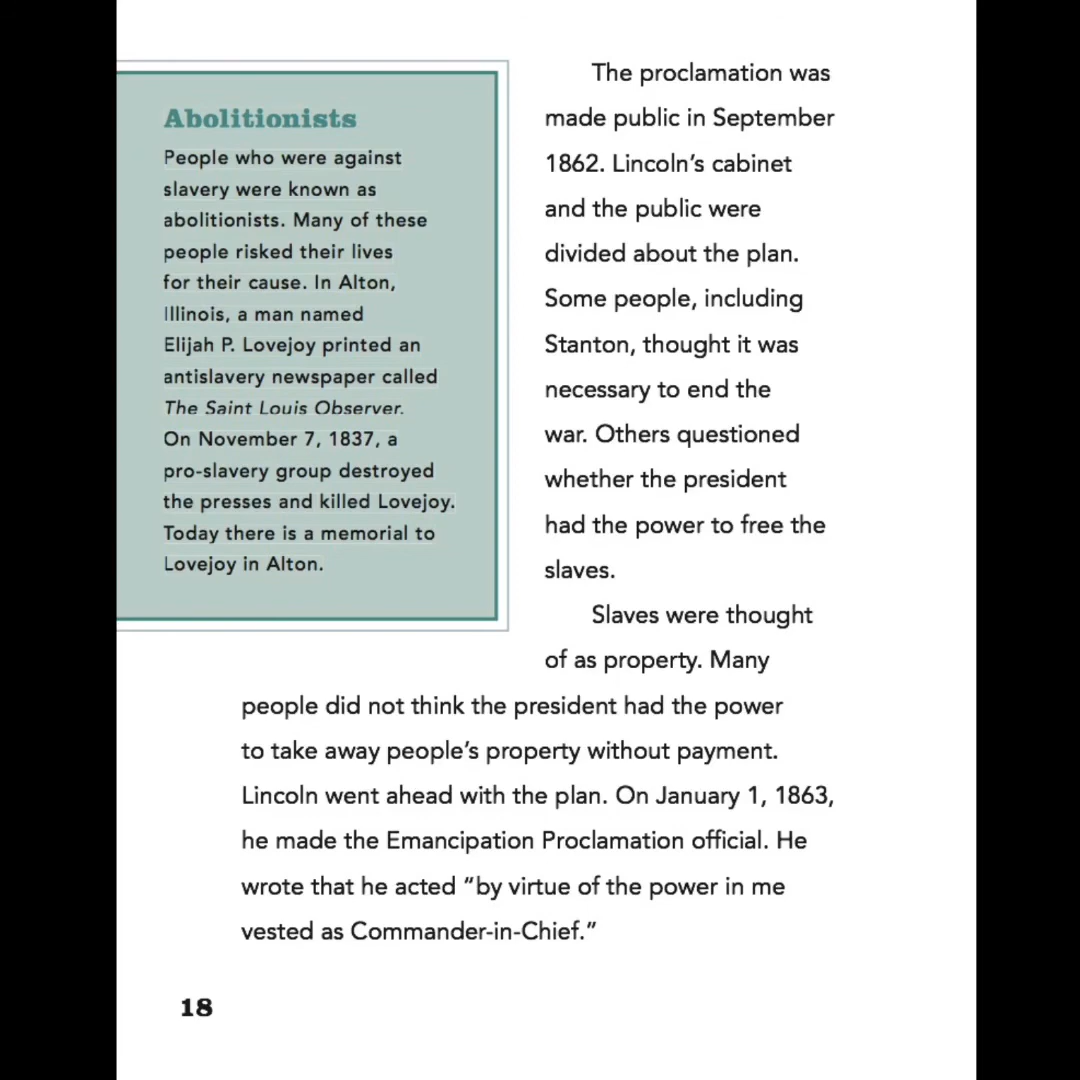 Abolitionists
People who were against
slavery were known as
abolitionists. Many of these
people risked their lives
for their cause. In Alton,
Illinois, a man named
Elijah P. Lovejoy printed an
antislavery newspaper called
The Saint Louis Observer.
On November 7, 1837, a
pro-slavery group destroyed
the presses and killed Lovejoy.
Today there is a memorial to
Lovejoy in Alton.
The proclamation was
made public in September
1862. Lincoln’s cabinet
and the public were
divided about the plan.
Some people, including
Stanton, thought it was
necessary to end the
war. Others questioned
whether the president
had the power to free the
slaves.
Slaves were thought
of as property. Many
people did not think the president had the power
to take away people’s property without payment.
Lincoln went ahead with the plan. On January 1, 1863,
he made the Emancipation Proclamation official. He
wrote that he acted “by virtue of the power in me
vested as Commander-in-Chief.”
18